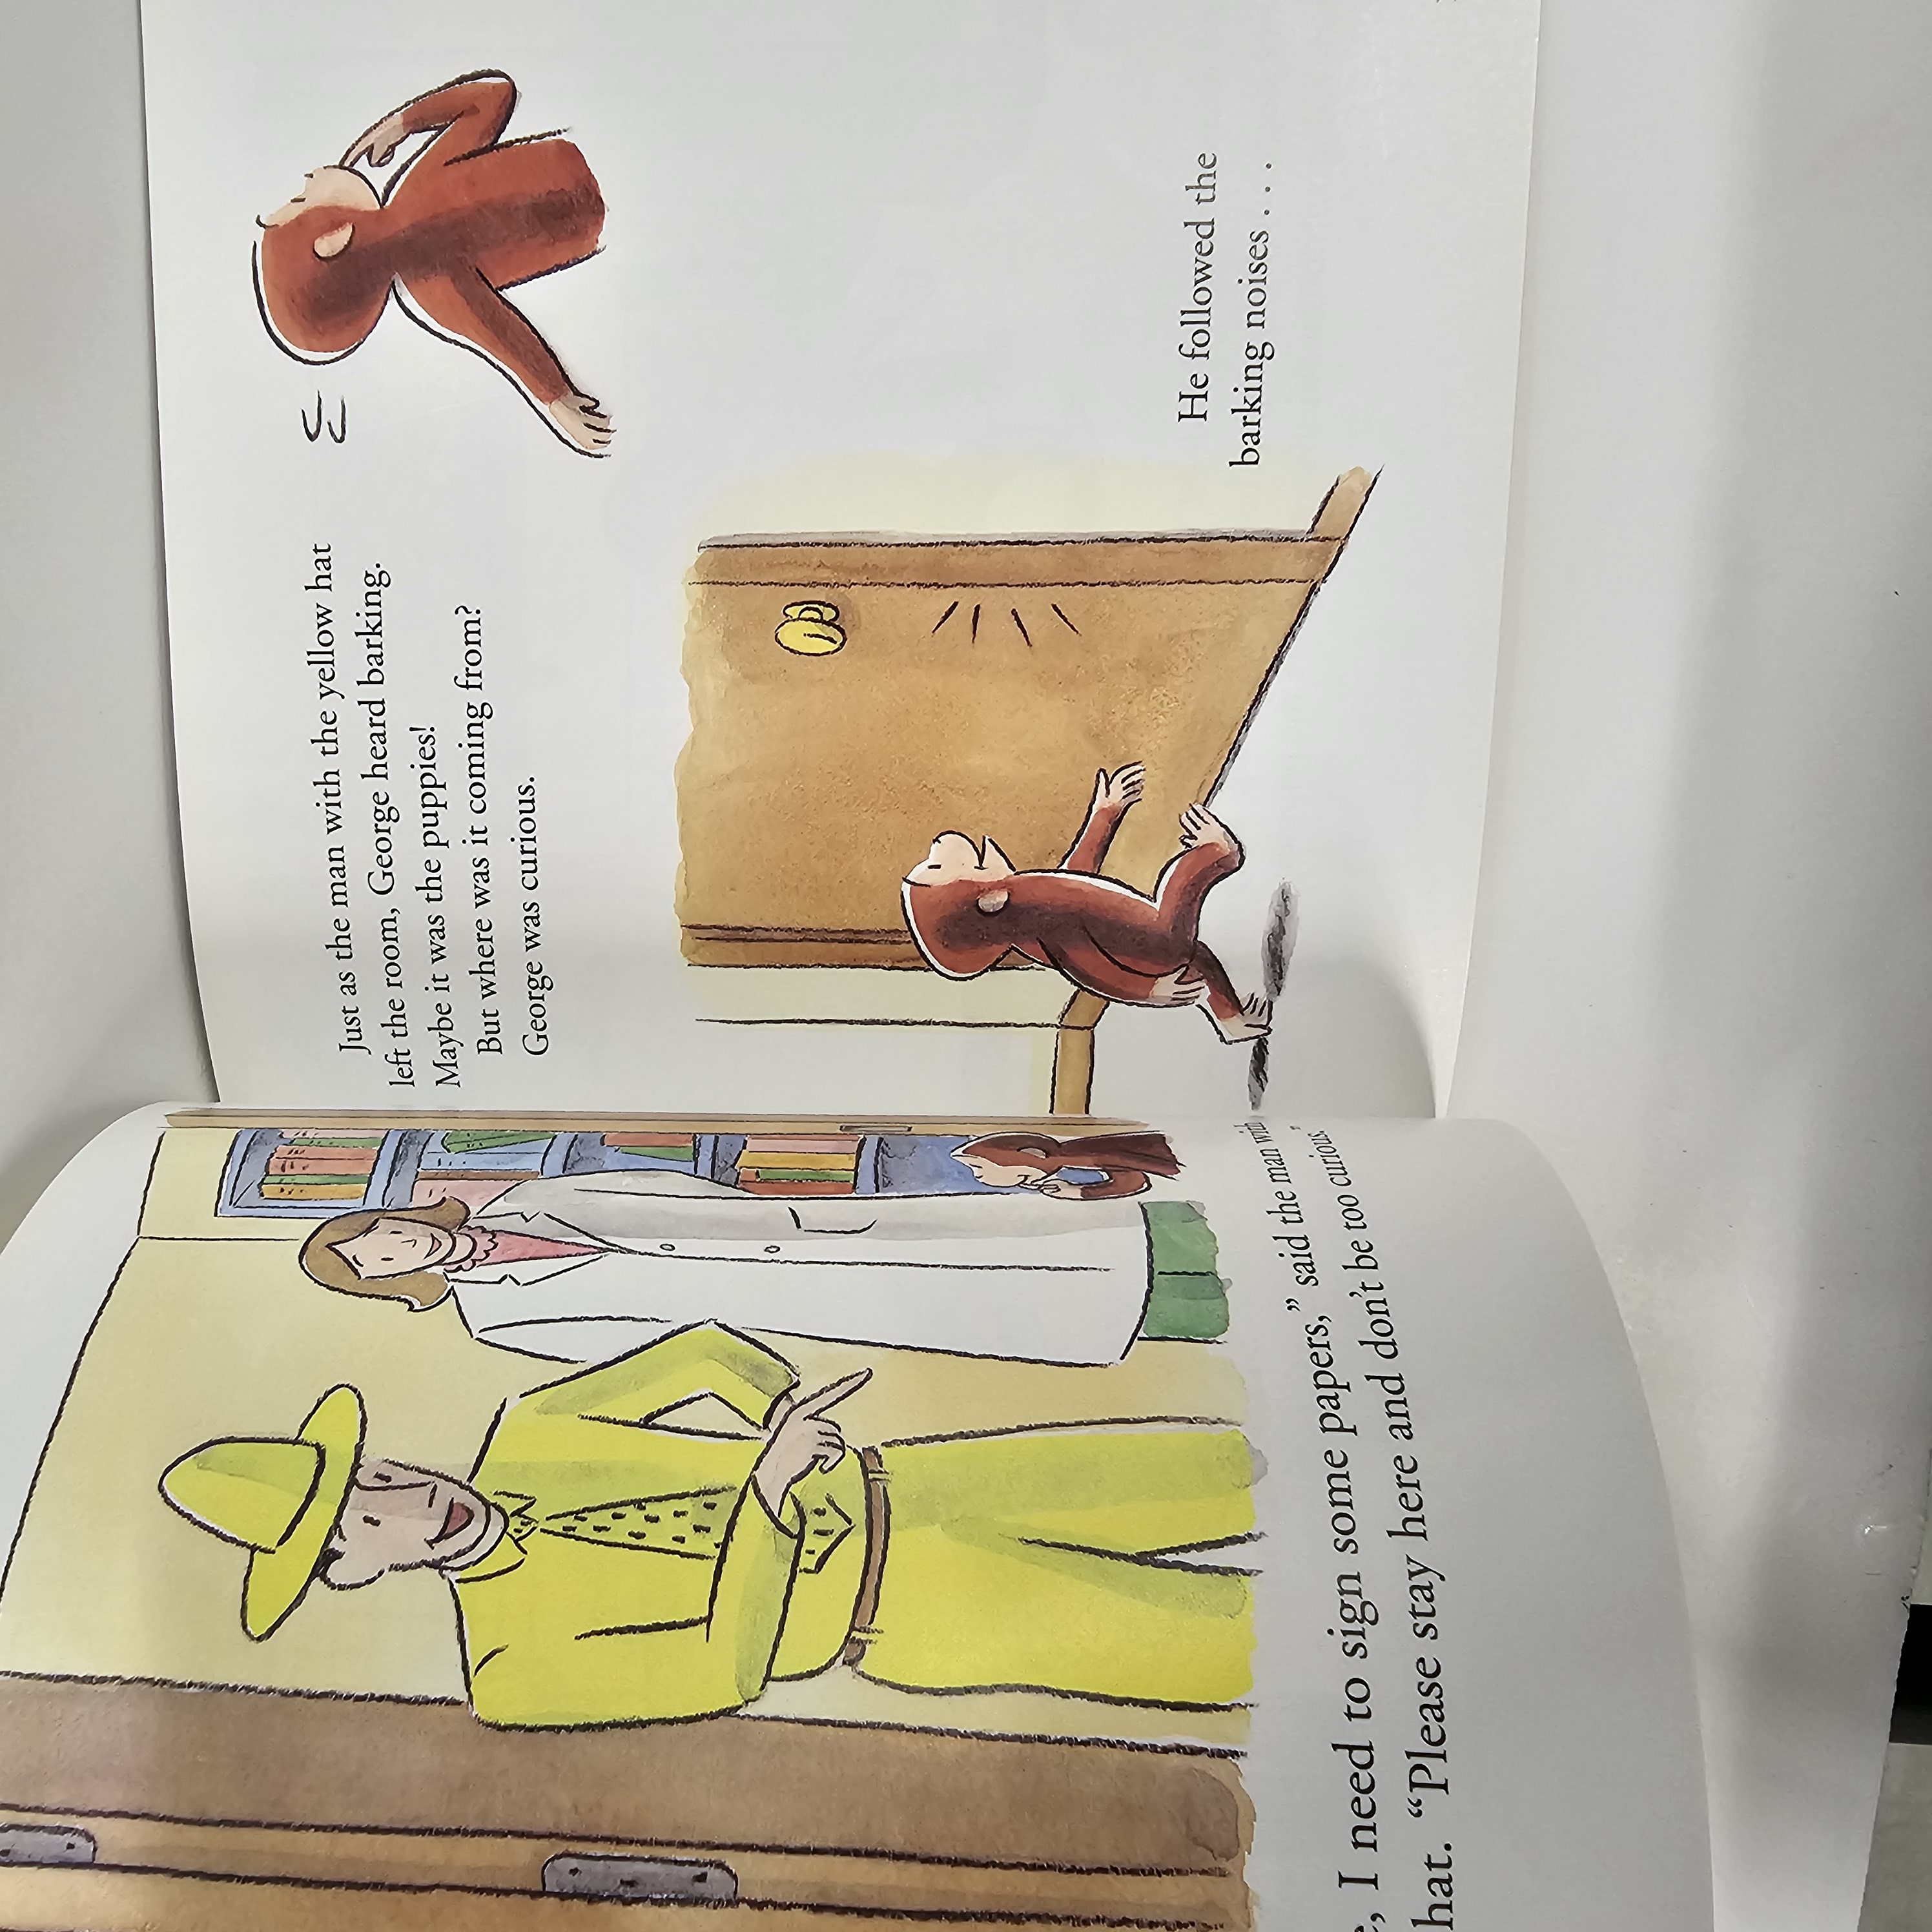 , I need to sign some papers,” said the man with
hat. “Please stay here and don’t be too curious.”
Just as the man with the yellow hat
left the room, George heard barking.
Maybe it was the puppies!
But where was it coming from?
George was curious.
He followed the
barking noises . . .